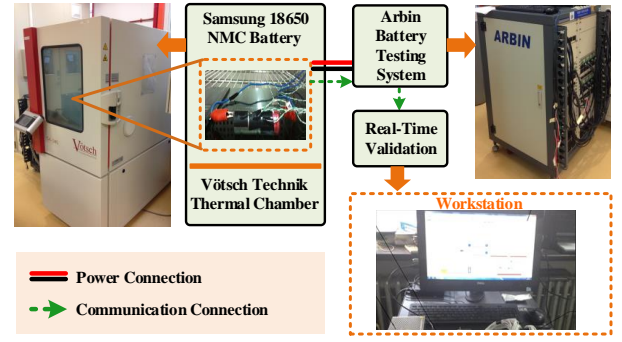 Samsung 18650
NMC Battery
Vötsch Technik
Thermal Chamber
Arbin
Battery
Testing
System
Real-Time
Validation
Workstation
Power Connection
Communication Connection
Vötsch
ARBIN